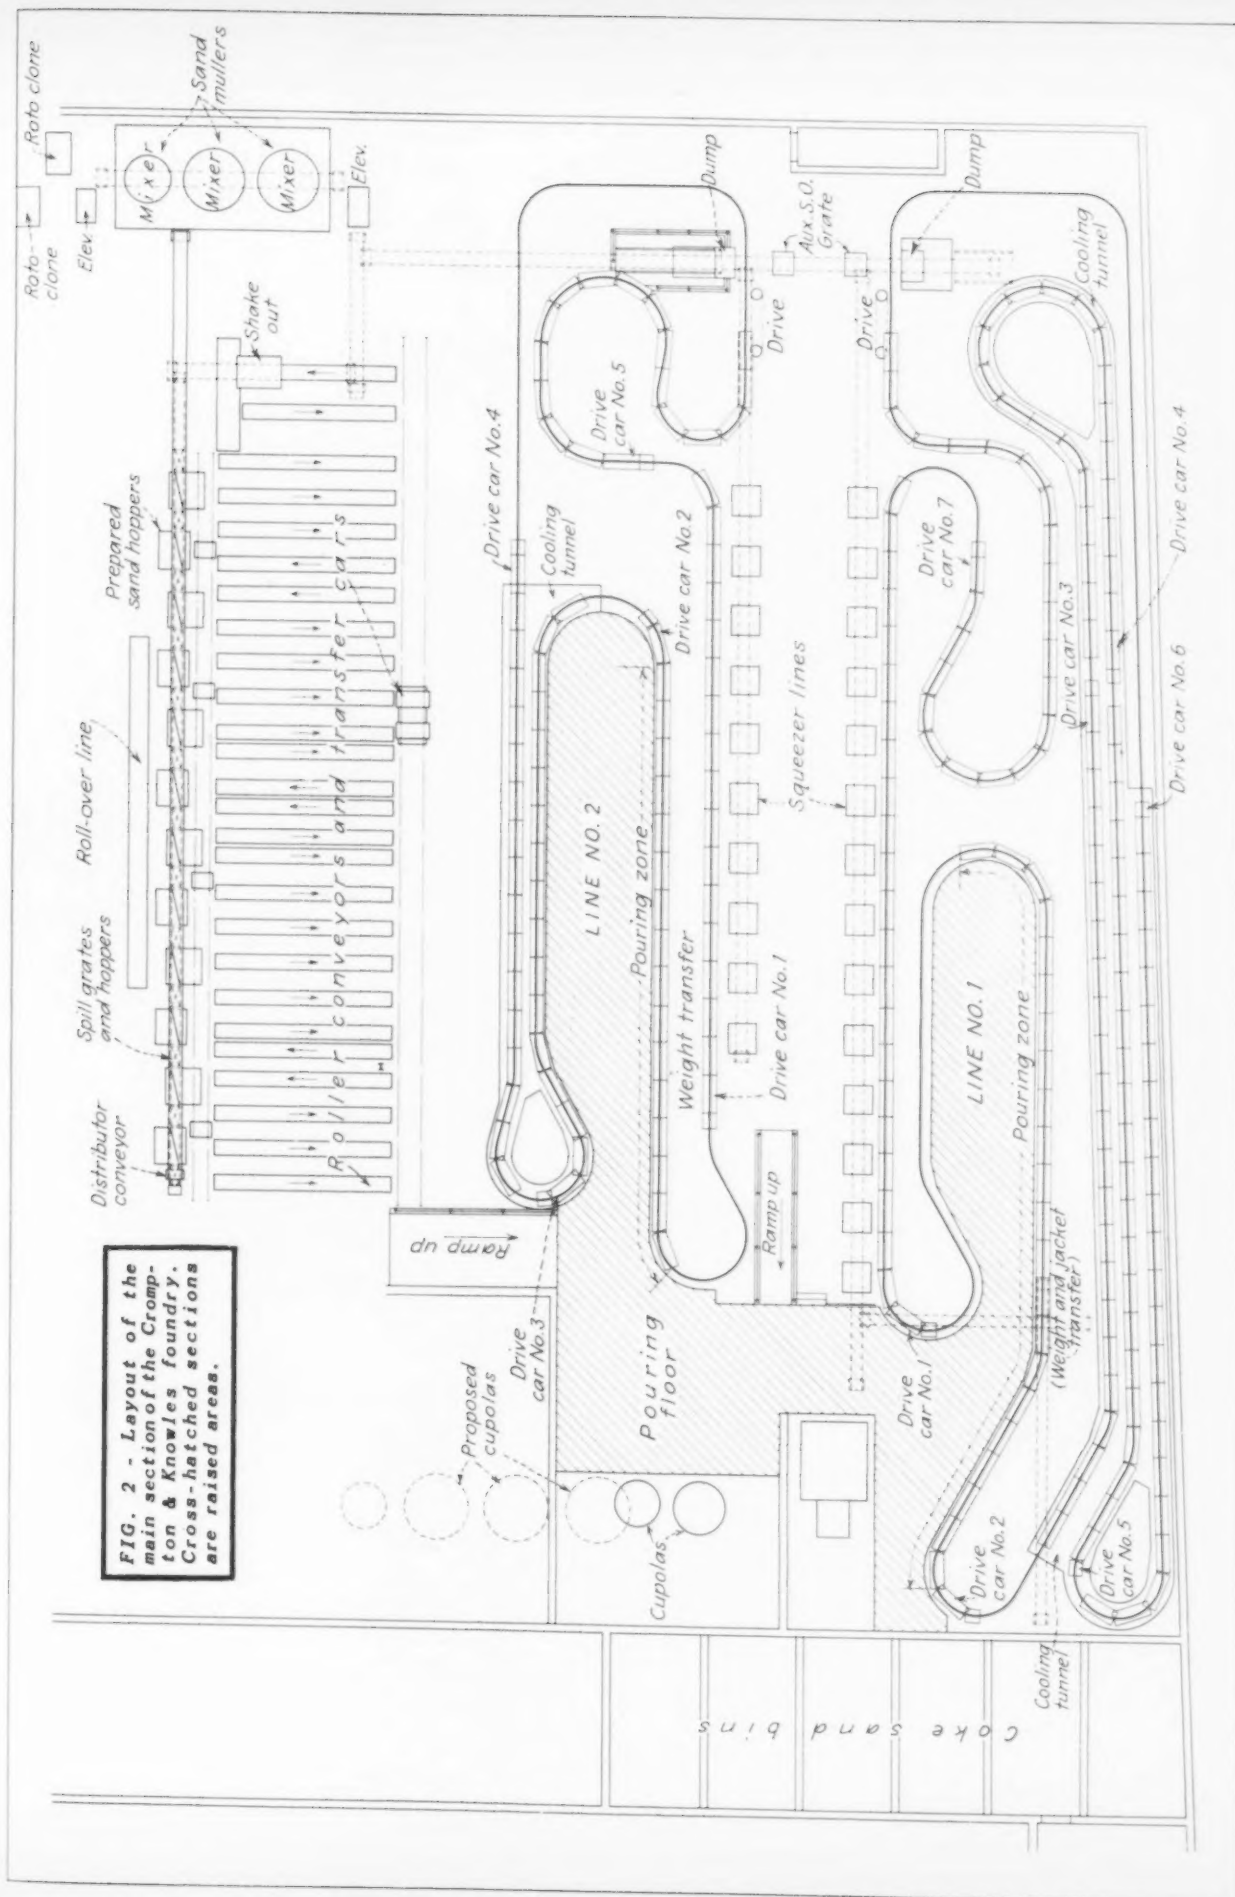 FIG. 2 - Layout of the
main section of the Cromp-
ton & Knowles foundry.
Cross-hatched sections
are raised areas.
Distributor
conveyor
Spill grates
and hoppers
Roll-over line
Prepared
sand hoppers
Elev.
Roto
clone
Roto clone
Mixer
Mixer
Mixer
Sand
mullers
Elev.
Shake
out
Roller conveyors and transfer cars
Ramp up
Proposed
cupolas
Drive
car No.3
Cupolas
Pouring
floor
LINE NO. 2
Pouring zone
Drive car No.4
Cooling
tunnel
Drive
car No.5
Drive car No.2
Weight transfer
Drive car No.1
Ramp up
Squeezer lines
Drive
Drive
Dump
Aux. S.O.
Grate
Dump
Cooling
tunnel
LINE NO. 1
Pouring zone
Drive
car No.7
Drive car No.3
Drive car No.4
Drive car No.6
Drive
car No.1
(Weight and jacket
transfer)
Drive
car No.2
Drive
car No.5
Cooling
tunnel
Coke sand bins